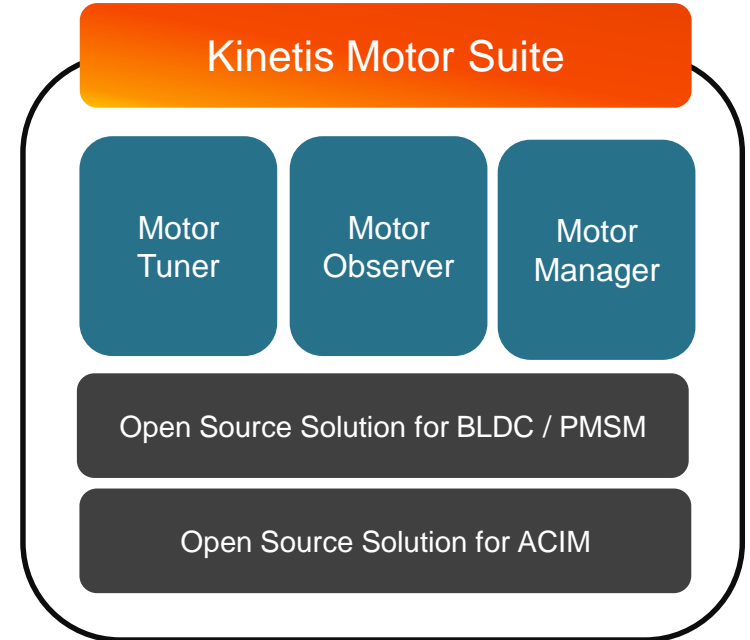 Kinetis Motor Suite
Motor
Tuner
Motor
Observer
Motor
Manager
Open Source Solution for BLDC / PMSM
Open Source Solution for ACIM